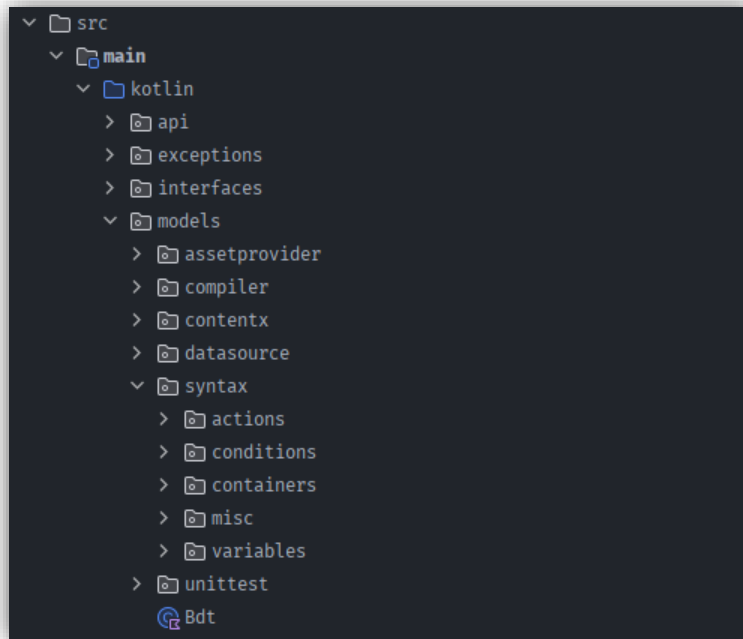 src
main
kotlin
api
exceptions
interfaces
models
assetprovider
compiler
contentx
datasource
syntax
actions
conditions
containers
misc
variables
unittest
Bdt